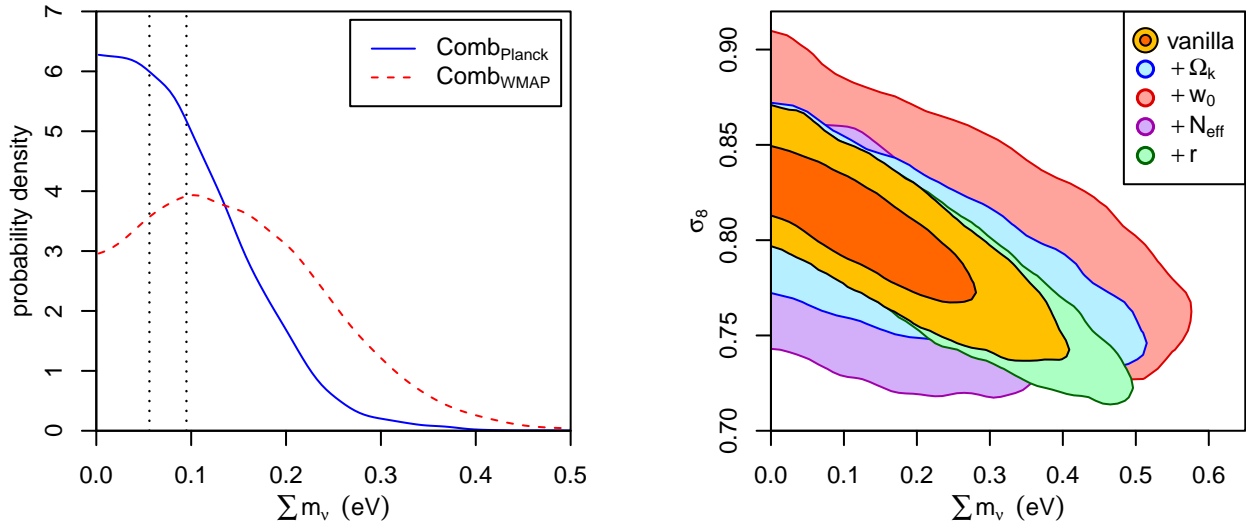 probability density
7
6
5
4
3
2
1
0
Comb_Planck
Comb_WMAP
0.0 0.1 0.2 0.3 0.4 0.5
∑ m_ν (eV)
σ_8
0.90
0.85
0.80
0.75
0.70
vanilla
+ Ω_k
+ w_0
+ N_eff
+ r
0.0 0.1 0.2 0.3 0.4 0.5 0.6
∑ m_ν (eV)